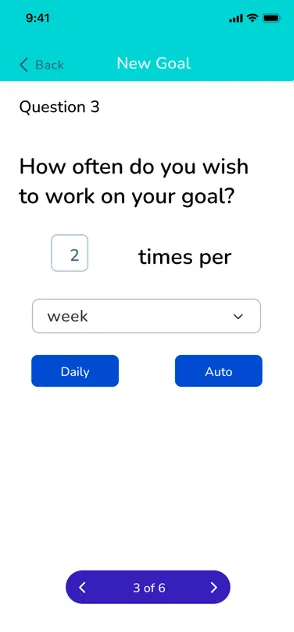 9:41
Back
New Goal
Question 3
How often do you wish
to work on your goal?
2 times per
week
Daily
Auto
3 of 6